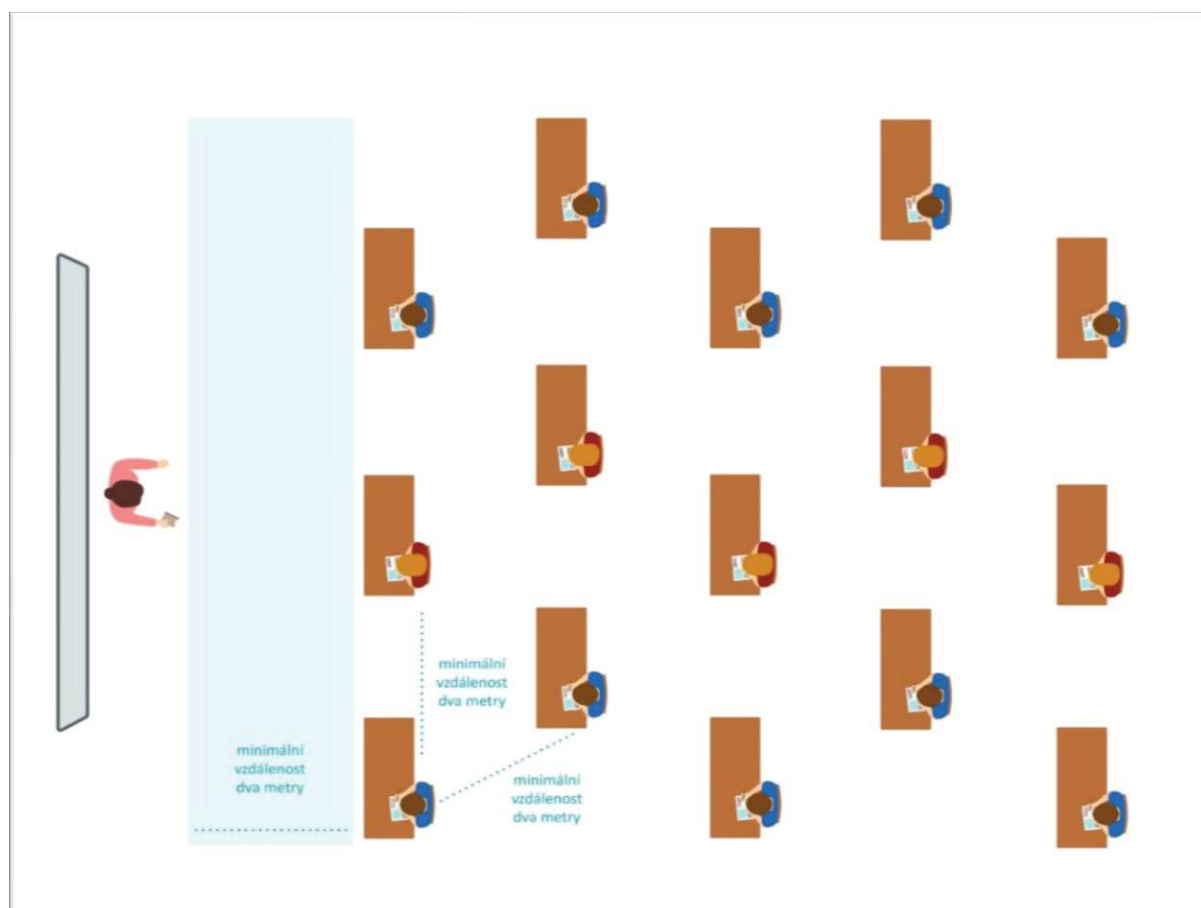 minimální
vzdálenost
dva metry
minimální
vzdálenost
dva metry
minimální
vzdálenost
dva metry